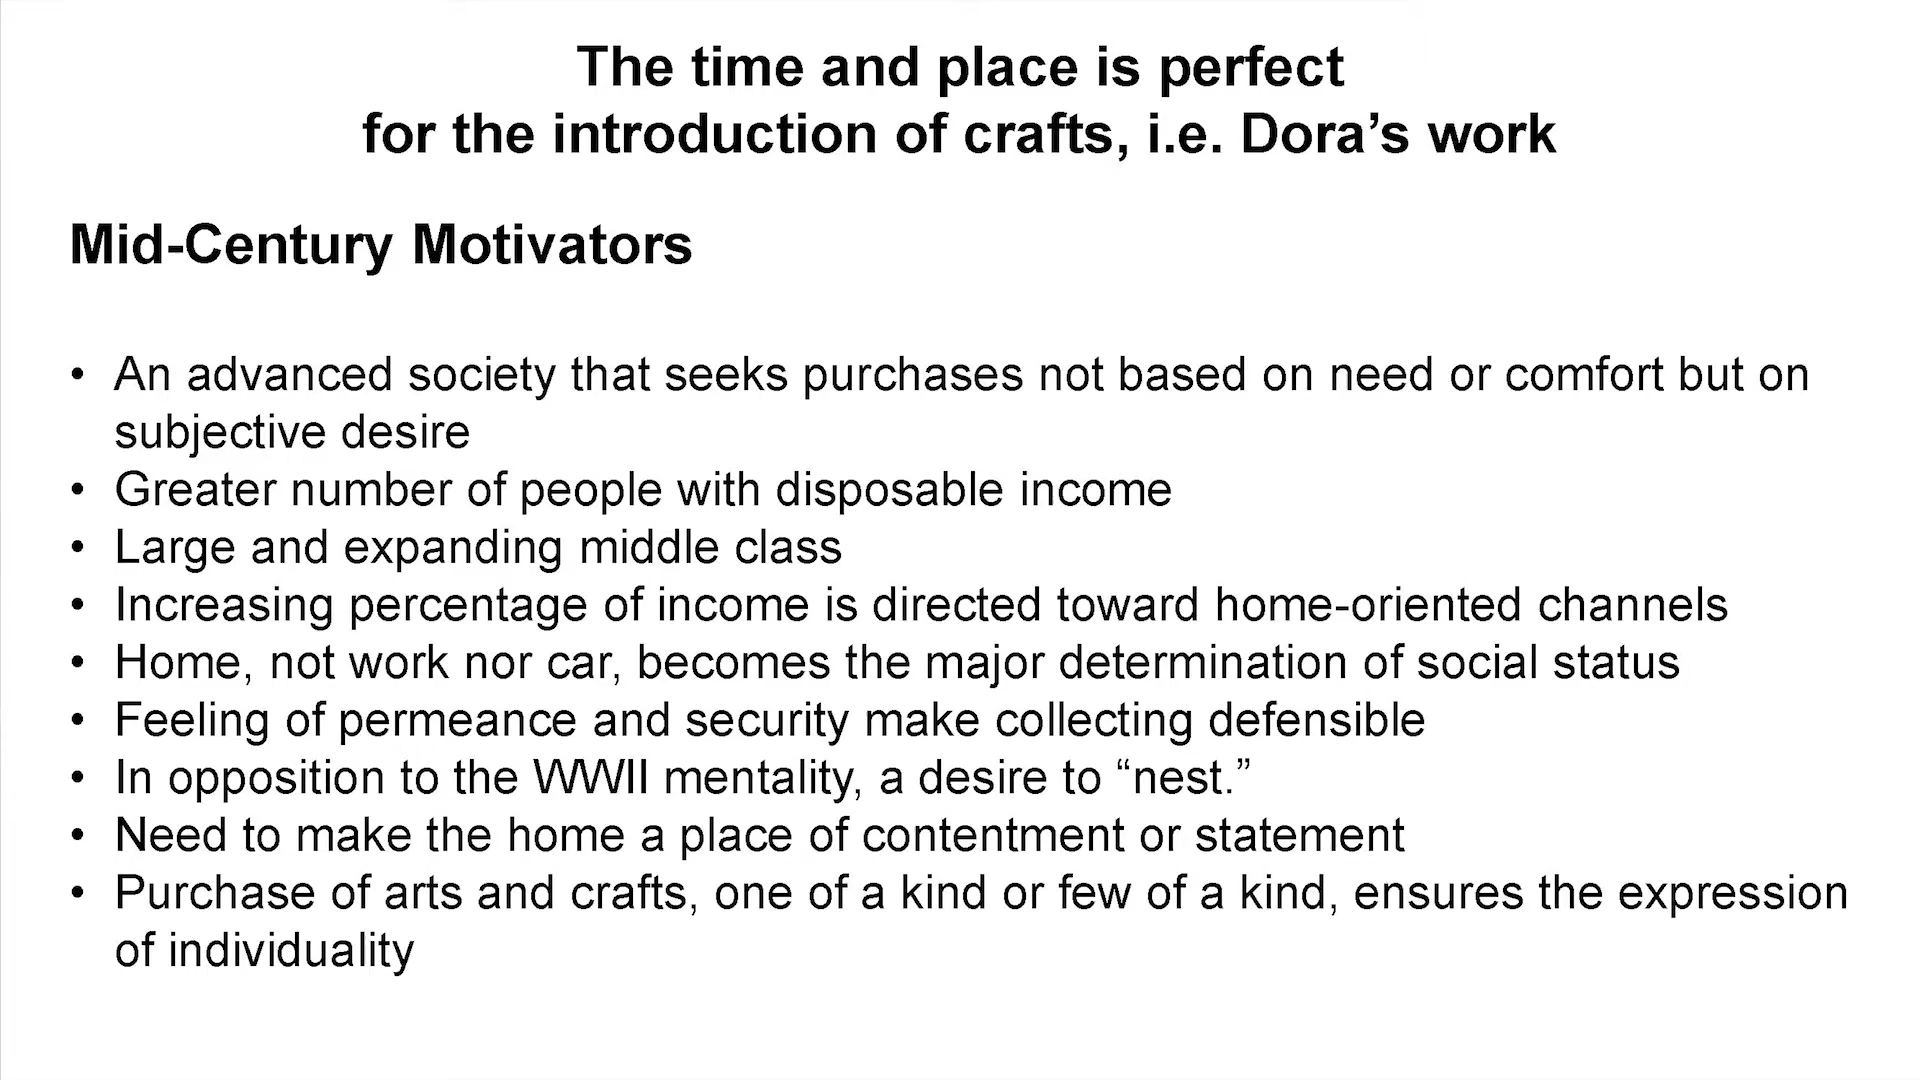 The time and place is perfect
for the introduction of crafts, i.e. Dora’s work
Mid-Century Motivators
• An advanced society that seeks purchases not based on need or comfort but on
subjective desire
• Greater number of people with disposable income
• Large and expanding middle class
• Increasing percentage of income is directed toward home-oriented channels
• Home, not work nor car, becomes the major determination of social status
• Feeling of permeance and security make collecting defensible
• In opposition to the WWII mentality, a desire to “nest.”
• Need to make the home a place of contentment or statement
• Purchase of arts and crafts, one of a kind or few of a kind, ensures the expression
of individuality